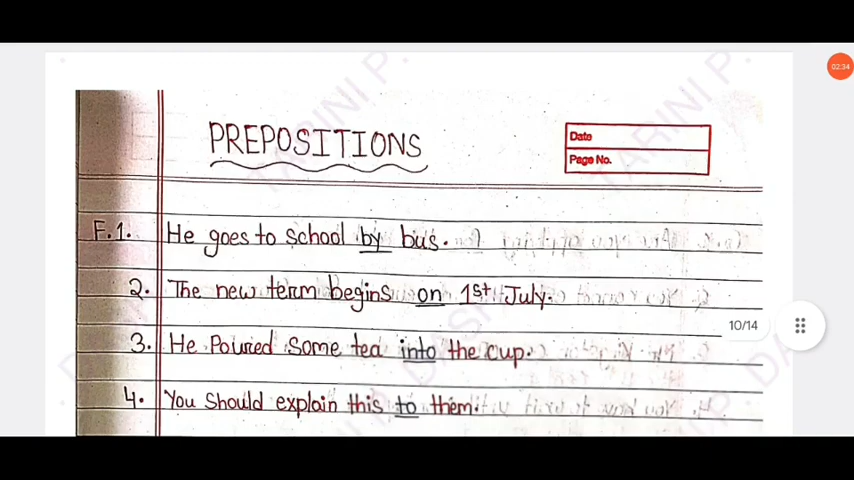 02:34
PREPOSITIONS
Date
Page No.
F.1. He goes to school by bus.
2. The new term begins on 1st July.
10/14
3. He Poured some tea into the cup.
4. You Should explain this to them.